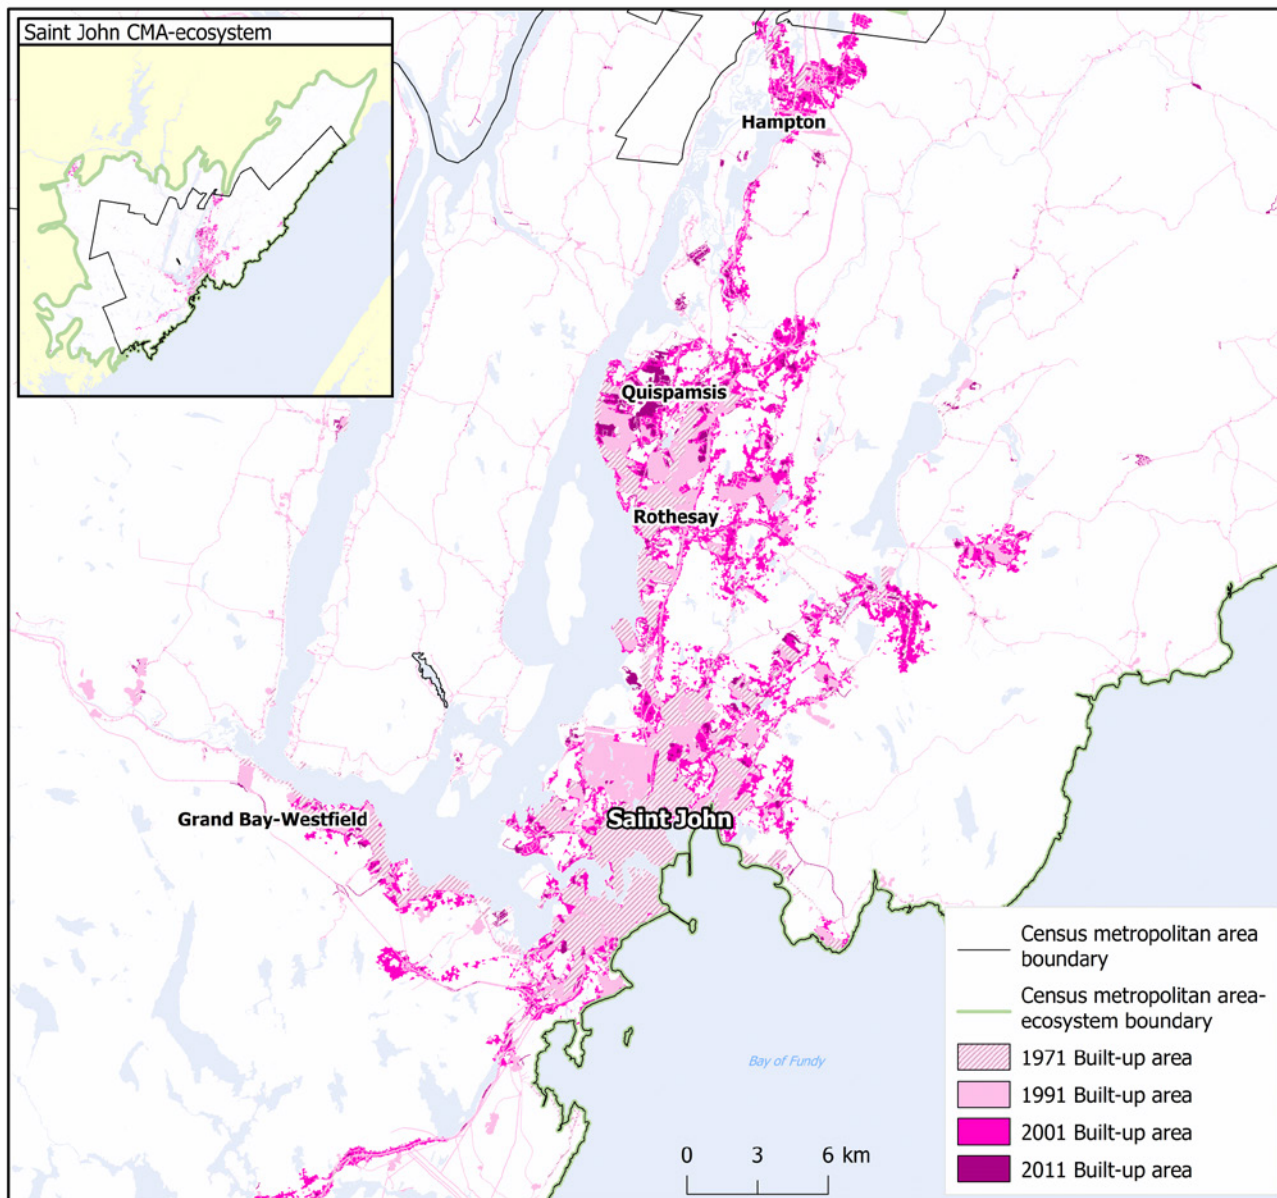 Saint John CMA-ecosystem
Hampton
Quispamsis
Rothesay
Grand Bay-Westfield
Saint John
Bay of Fundy
Census metropolitan area
boundary
Census metropolitan area-
ecosystem boundary
1971 Built-up area
1991 Built-up area
2001 Built-up area
2011 Built-up area
0 3 6 km